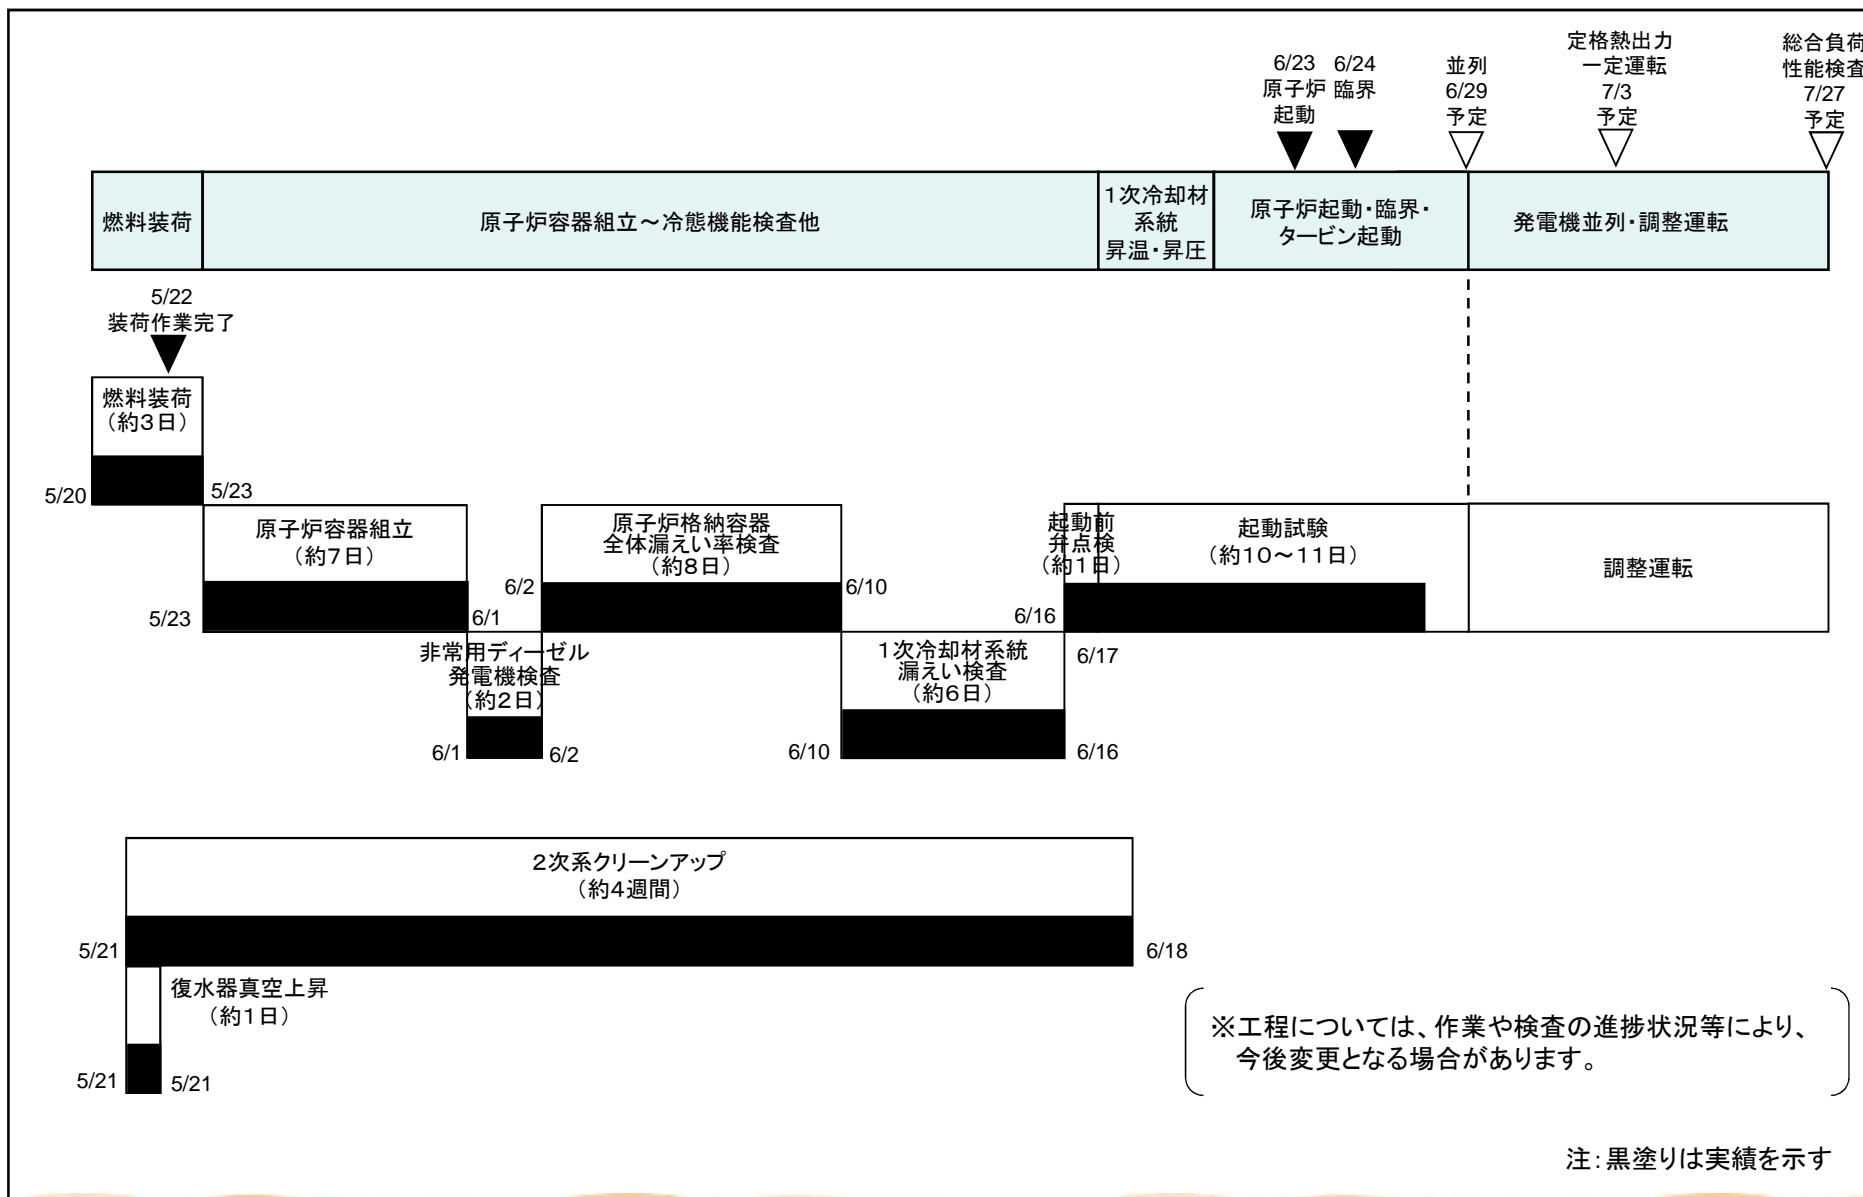 6/23
原子炉
起動
6/24
臨界
並列
6/29
予定
定格熱出力
一定運転
7/3
予定
総合負荷
性能検査
7/27
予定
燃料装荷
原子炉容器組立～冷態機能検査他
1次冷却材
系統
昇温・昇圧
原子炉起動・臨界・
タービン起動
発電機並列・調整運転
5/22
装荷作業完了
燃料装荷
(約3日)
5/20
5/23
原子炉容器組立
(約7日)
5/23
6/1
非常用ディーゼル
発電機検査
(約2日)
6/1
6/2
6/2
原子炉格納容器
全体漏えい率検査
(約8日)
6/10
1次冷却材系統
漏えい検査
(約6日)
6/10
6/16
起動前
弁点検
(約1日)
6/16
6/17
起動試験
(約10～11日)
調整運転
2次系クリーンアップ
(約4週間)
5/21
6/18
復水器真空上昇
(約1日)
5/21
5/21
※工程については、作業や検査の進捗状況等により、
今後変更となる場合があります。
注:黒塗りは実績を示す